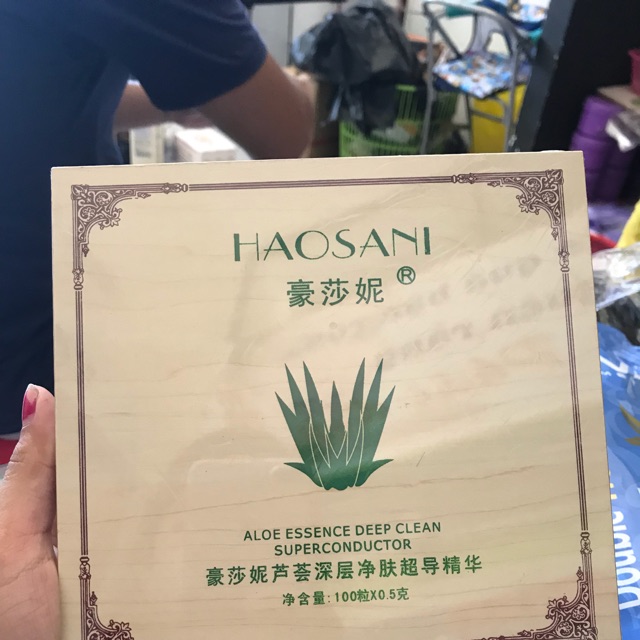 HAOSANI
豪莎妮®
ALOE ESSENCE DEEP CLEAN
SUPERCONDUCTOR
豪莎妮芦荟深层净肤超导精华
净含量: 100粒X0.5克
Double